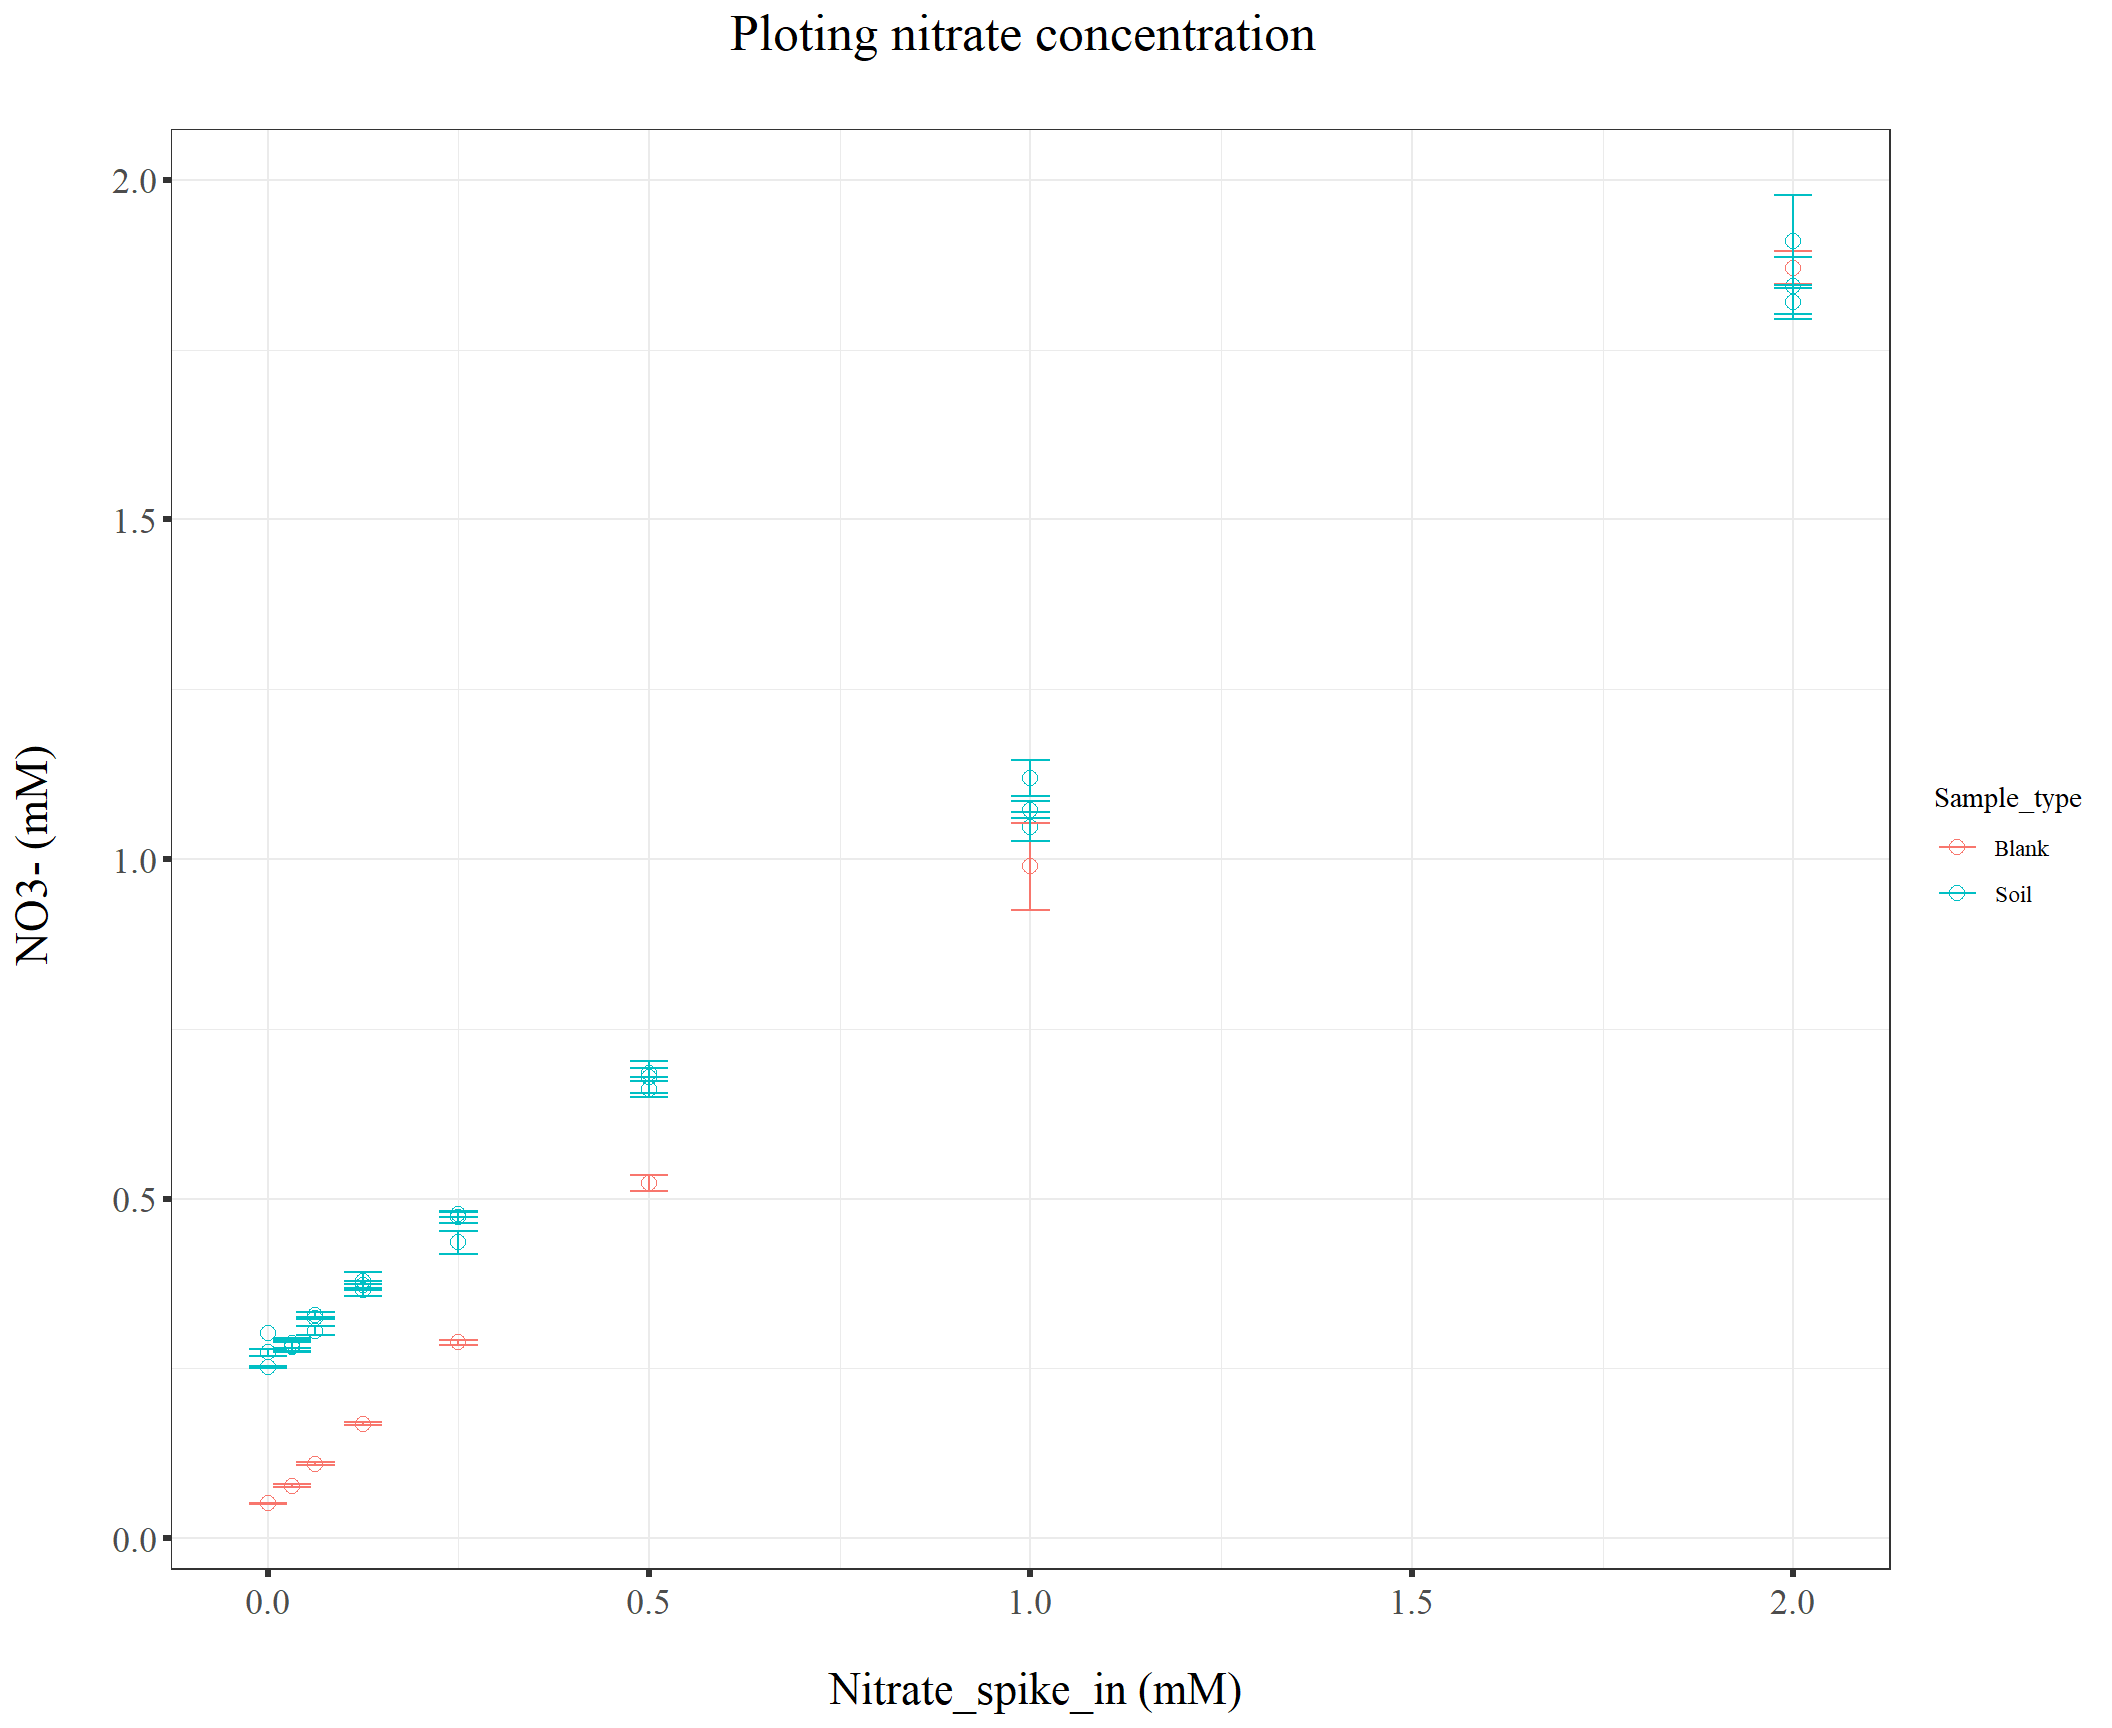 Ploting nitrate concentration
2.0
1.5
1.0
0.5
0.0
NO3- (mM)
0.0 0.5 1.0 1.5 2.0
Nitrate_spike_in (mM)
Sample_type
Blank
Soil